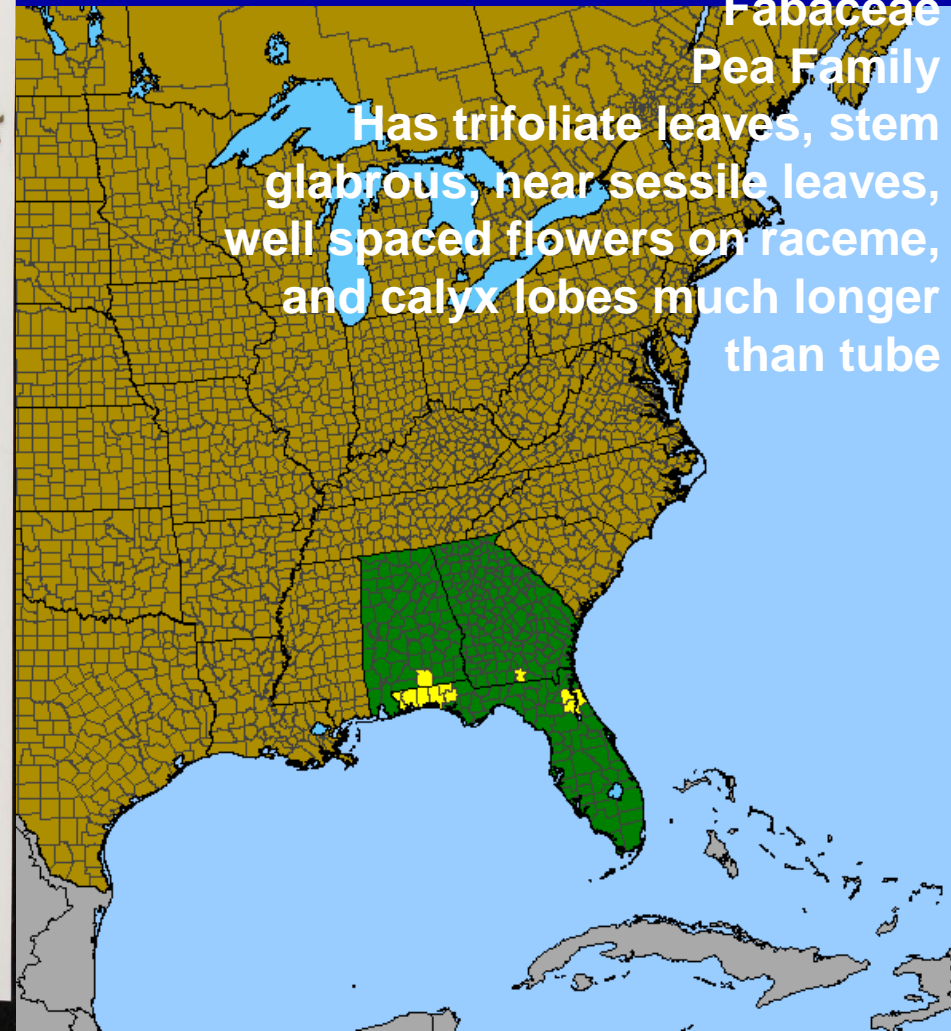 Fabaceae
Pea Family
Has trifoliate leaves, stem
glabrous, near sessile leaves,
well spaced flowers on raceme,
and calyx lobes much longer
than tube